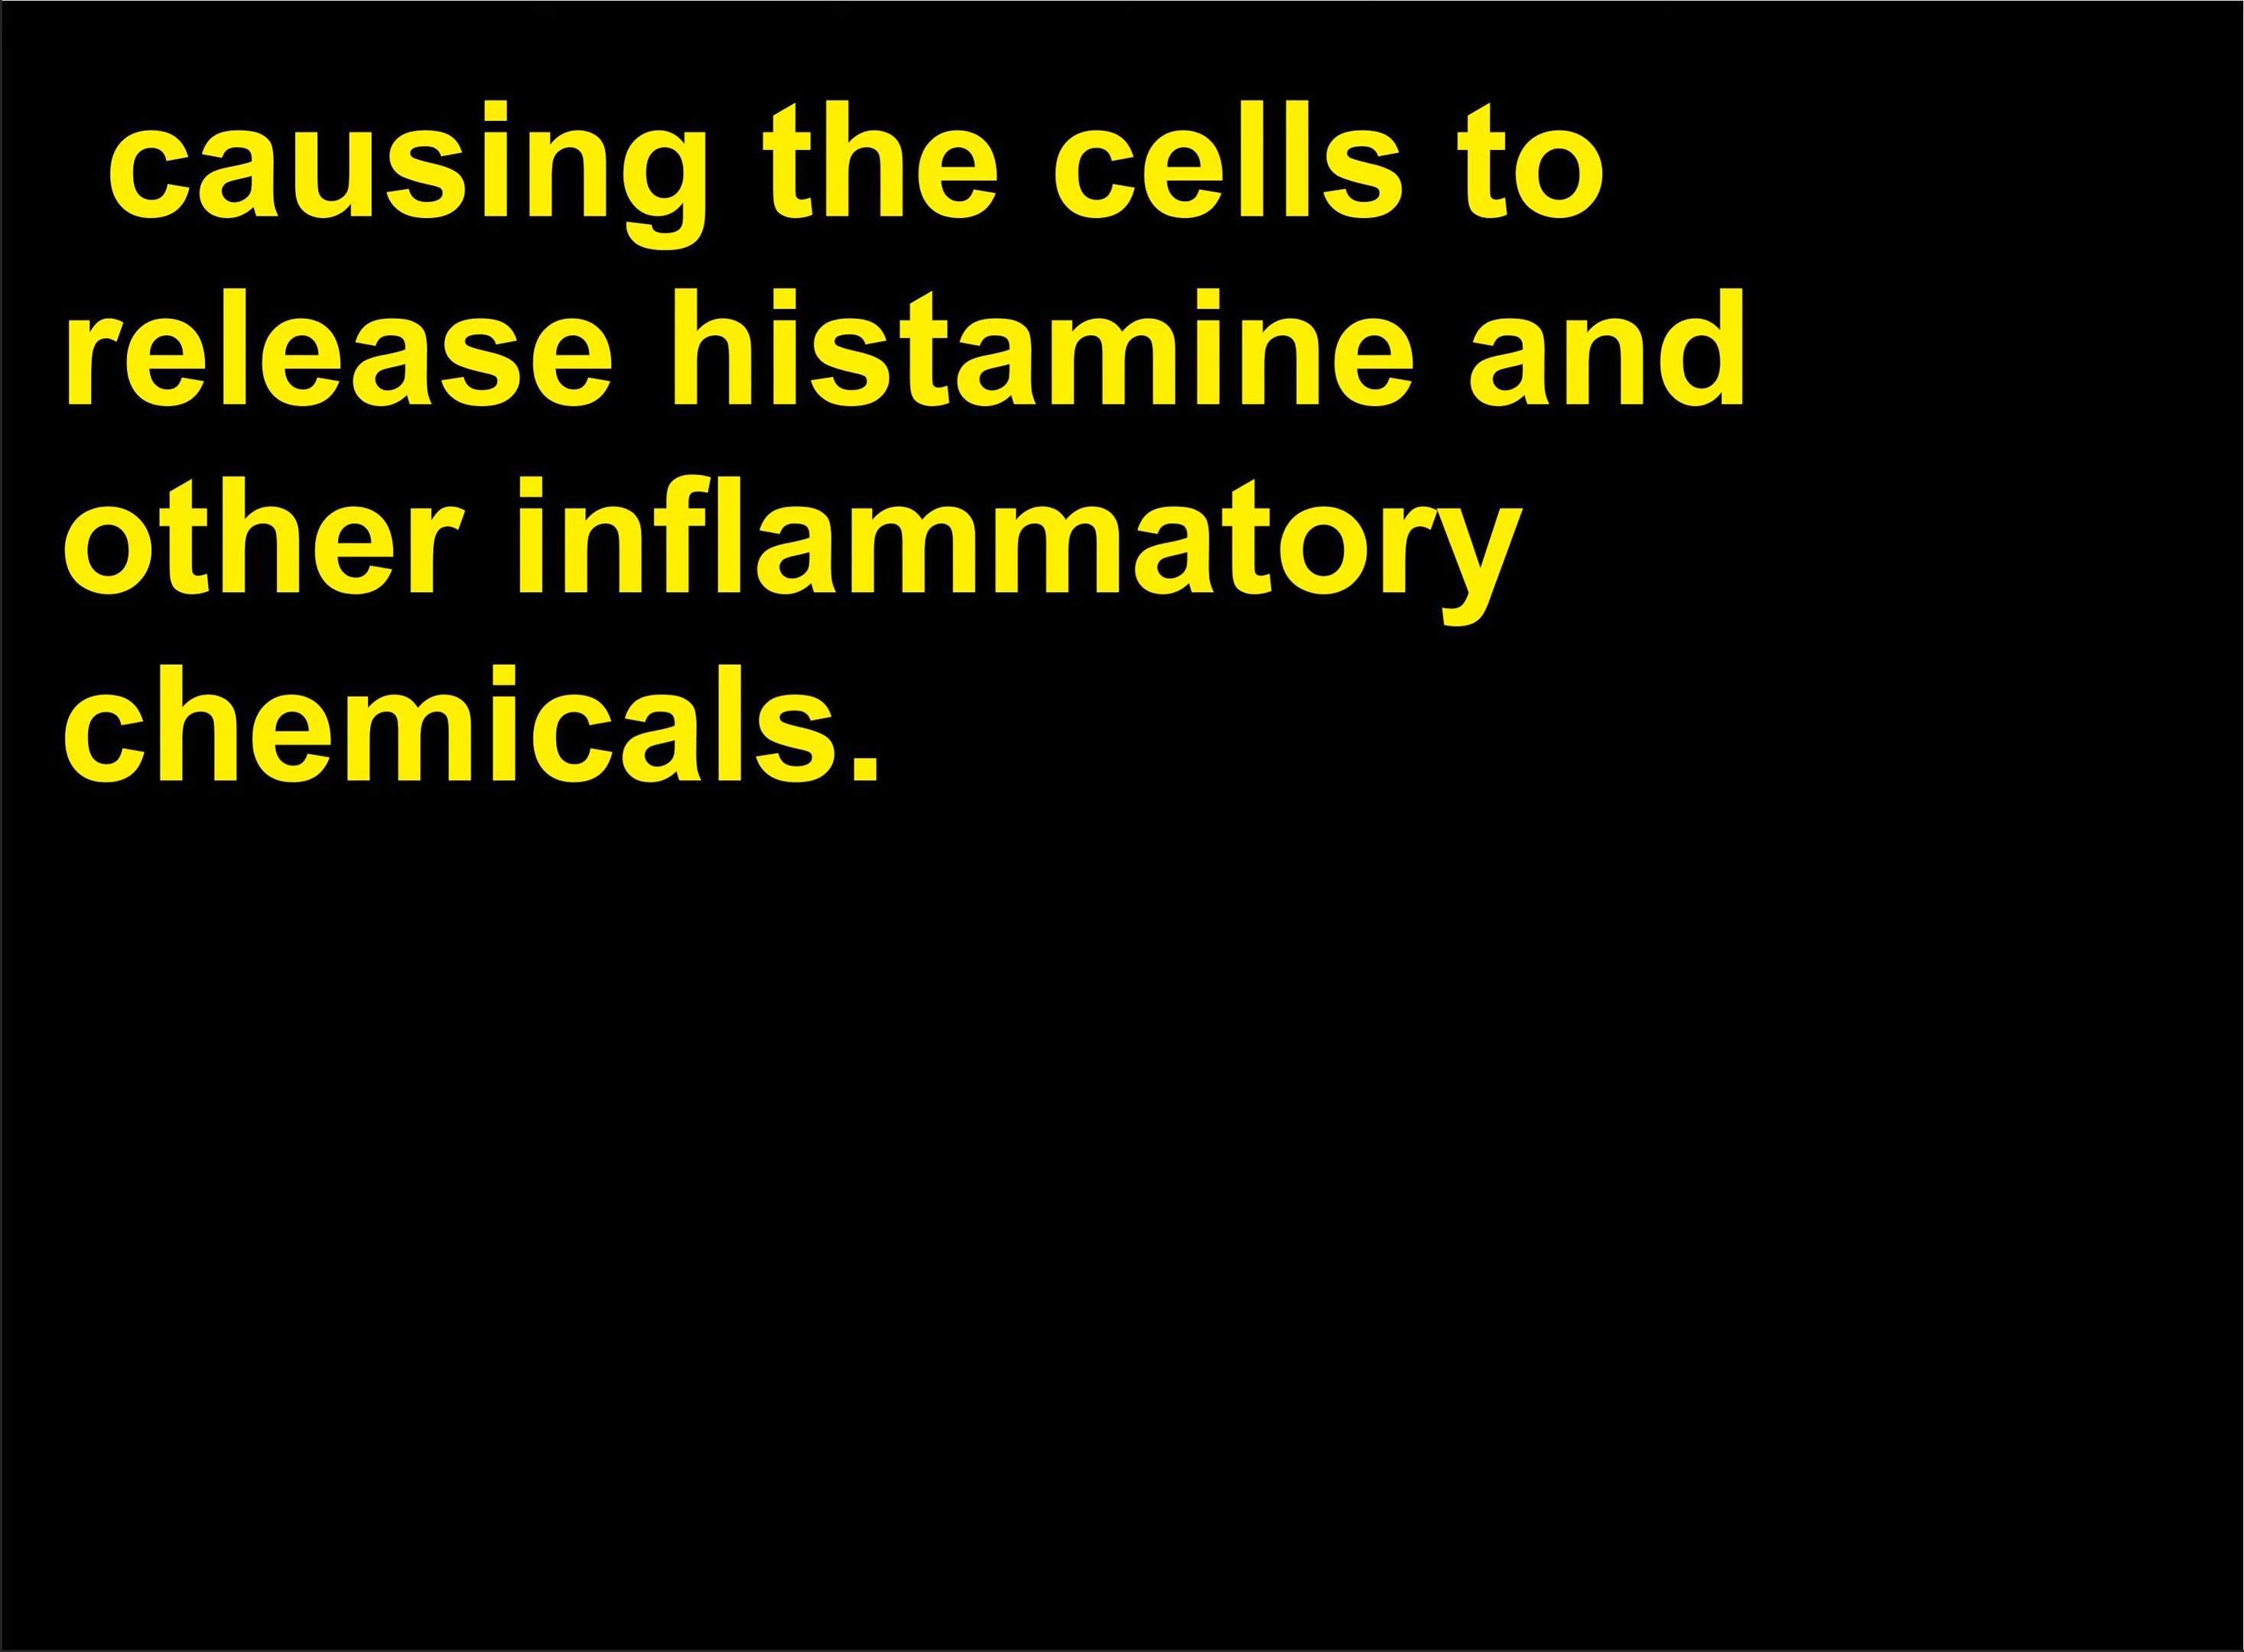 causing the cells to
release histamine and
other inflammatory
chemicals.